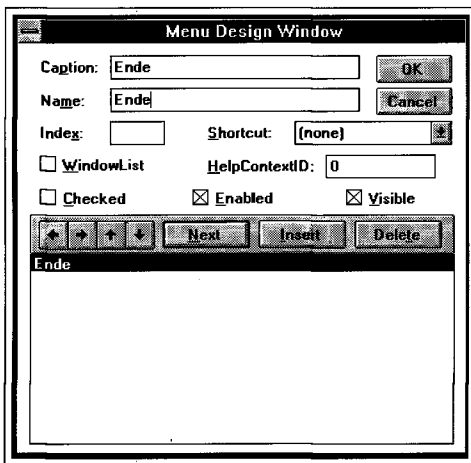 Menu Design Window
Caption: Ende OK
Name: Ende Cancel
Index: Shortcut: (none)
WindowList HelpContextID: 0
Checked Enabled Visible
Next Insert Delete
Ende